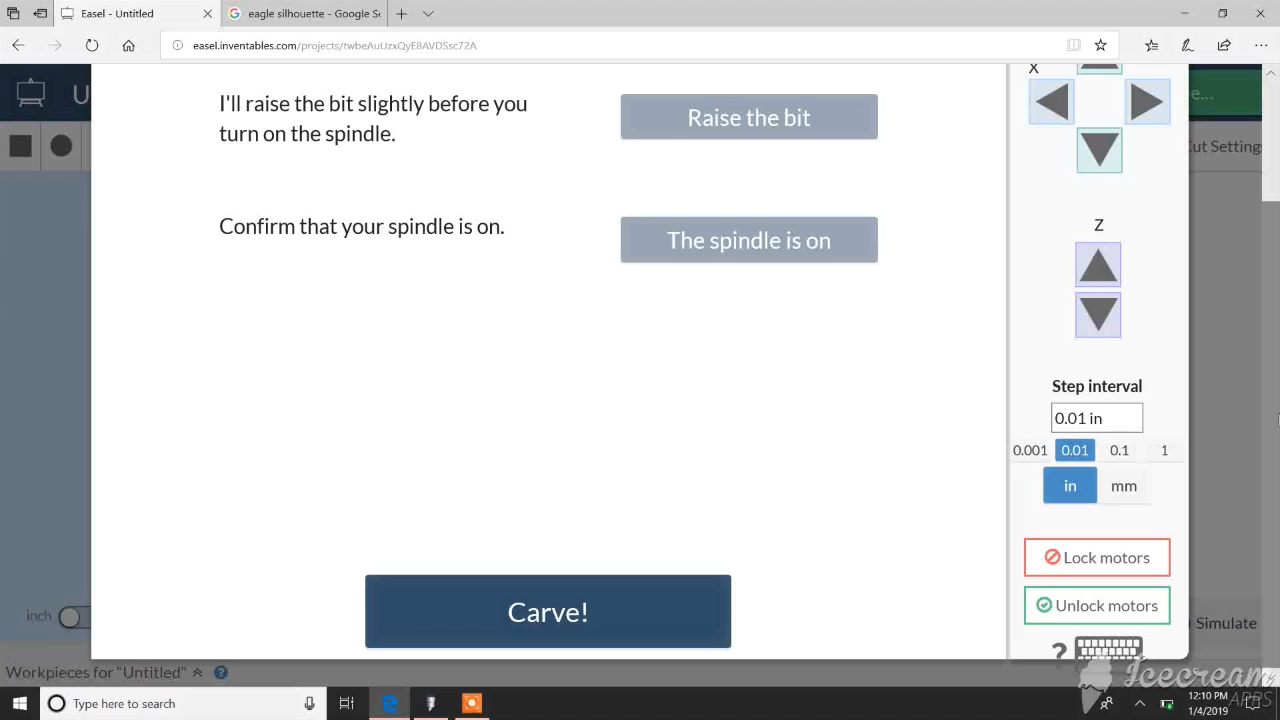 Easel - Untitled
eagle silhouette - Google Se
easel.inventables.com/projects/twbeAuUzxQyE8AVDSsc72A
U
e...
Cut Setting
I'll raise the bit slightly before you
turn on the spindle.
Raise the bit
Confirm that your spindle is on.
The spindle is on
Carve!
X
Z
Step interval
0.01 in
0.001 0.01 0.1 1
in mm
Lock motors
Unlock motors
?
inch
Simulate
Workpieces for "Untitled"
Icecream
APPS
Type here to search
12:10 PM
1/4/2019